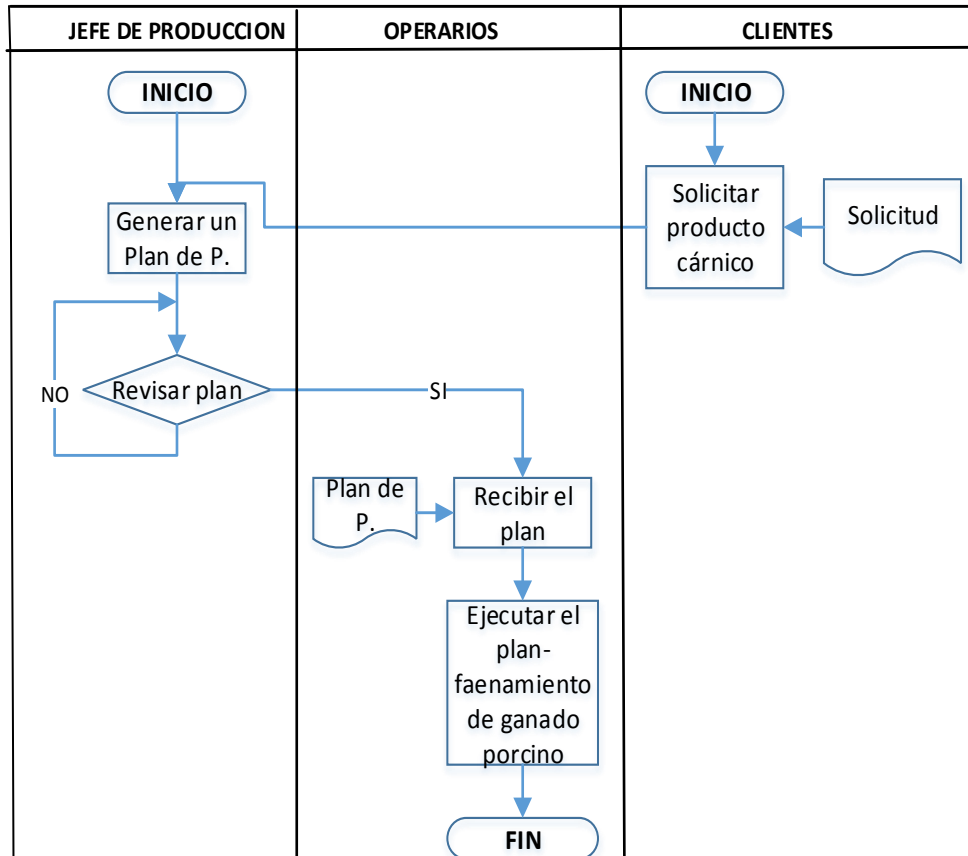 JEFE DE PRODUCCION
OPERARIOS
CLIENTES
INICIO
INICIO
Generar un
Plan de P.
Solicitar
producto
cárnico
Solicitud
Revisar plan
NO
SI
Plan de
P.
Recibir el
plan
Ejecutar el
plan-
faenamiento
de ganado
porcino
FIN